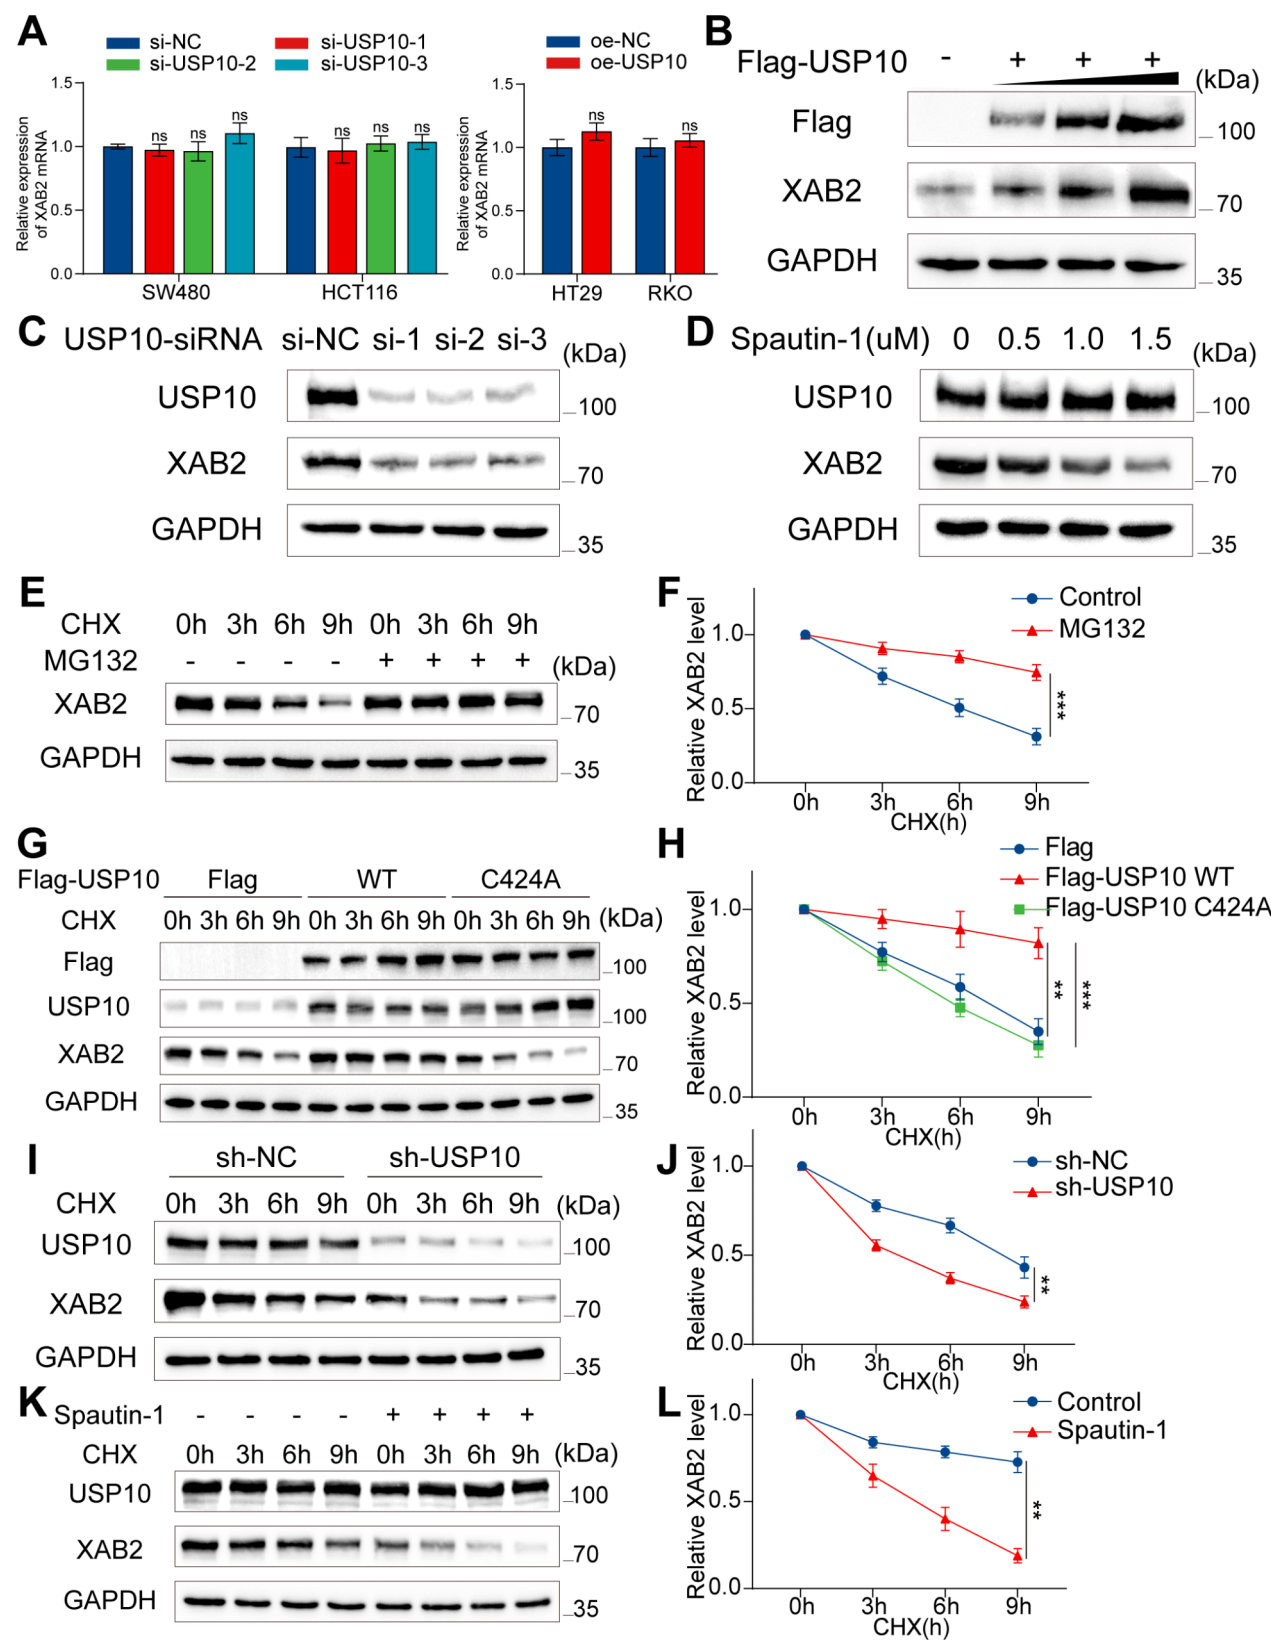 A
si-NC
si-USP10-1
si-USP10-2
si-USP10-3
Relative expression
of XAB2 mRNA
1.5
1.0
0.5
0.0
ns
ns
ns
ns
ns
ns
SW480
HCT116
oe-NC
oe-USP10
Relative expression
of XAB2 mRNA
1.5
1.0
0.5
0.0
ns
ns
HT29
RKO
B
Flag-USP10 - + + +
(kDa)
Flag
100
XAB2
70
GAPDH
35
C
USP10-siRNA si-NC si-1 si-2 si-3
(kDa)
USP10
100
XAB2
70
GAPDH
35
D
Spautin-1(uM) 0 0.5 1.0 1.5
(kDa)
USP10
100
XAB2
70
GAPDH
35
E
CHX 0h 3h 6h 9h 0h 3h 6h 9h
MG132 - - - - + + + +
(kDa)
XAB2
70
GAPDH
35
F
Control
MG132
Relative XAB2 level
1.0
0.5
0.0
***
0h 3h 6h 9h
CHX(h)
G
Flag-USP10 Flag WT C424A
CHX 0h 3h 6h 9h 0h 3h 6h 9h 0h 3h 6h 9h (kDa)
Flag
100
USP10
100
XAB2
70
GAPDH
35
H
Flag
Flag-USP10 WT
Flag-USP10 C424A
Relative XAB2 level
1.0
0.5
0.0
**
***
0h 3h 6h 9h
CHX(h)
I
sh-NC sh-USP10
CHX 0h 3h 6h 9h 0h 3h 6h 9h (kDa)
USP10
100
XAB2
70
GAPDH
35
J
sh-NC
sh-USP10
Relative XAB2 level
1.0
0.5
0.0
**
0h 3h 6h 9h
CHX(h)
K
Spautin-1 - - - - + + + +
CHX 0h 3h 6h 9h 0h 3h 6h 9h (kDa)
USP10
100
XAB2
70
GAPDH
35
L
Control
Spautin-1
Relative XAB2 level
1.0
0.5
0.0
**
0h 3h 6h 9h
CHX(h)